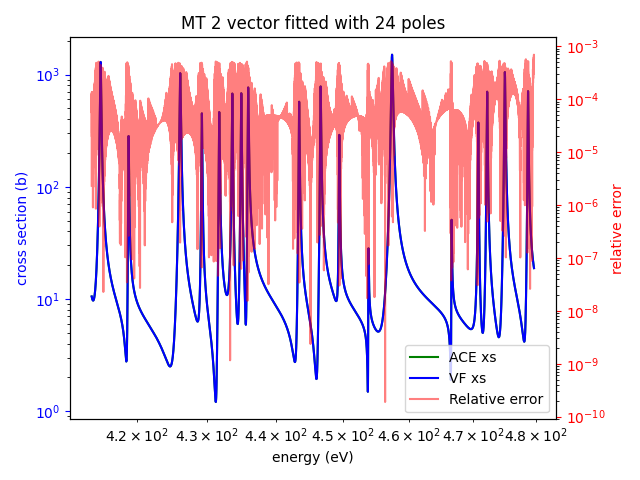 MT 2 vector fitted with 24 poles
10³
10²
10¹
10⁰
cross section (b)
10⁻³
10⁻⁴
10⁻⁵
10⁻⁶
10⁻⁷
10⁻⁸
10⁻⁹
10⁻¹⁰
relative error
ACE xs
VF xs
Relative error
4.2 × 10² 4.3 × 10² 4.4 × 10² 4.5 × 10² 4.6 × 10² 4.7 × 10² 4.8 × 10²
energy (eV)